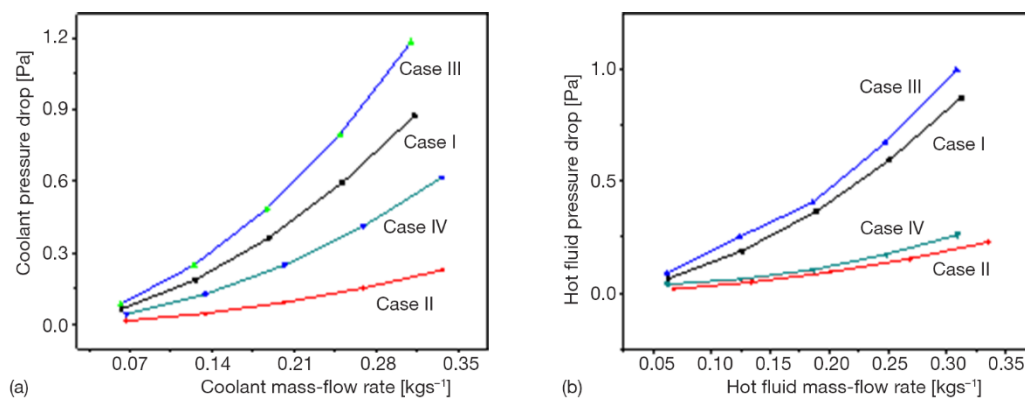 Coolant pressure drop [Pa]
1.2
0.9
0.6
0.3
0.0
Case III
Case I
Case IV
Case II
0.07 0.14 0.21 0.28 0.35
(a) Coolant mass-flow rate [kgs⁻¹]
Hot fluid pressure drop [Pa]
1.0
0.5
0.0
Case III
Case I
Case IV
Case II
0.05 0.10 0.15 0.20 0.25 0.30 0.35
(b) Hot fluid mass-flow rate [kgs⁻¹]